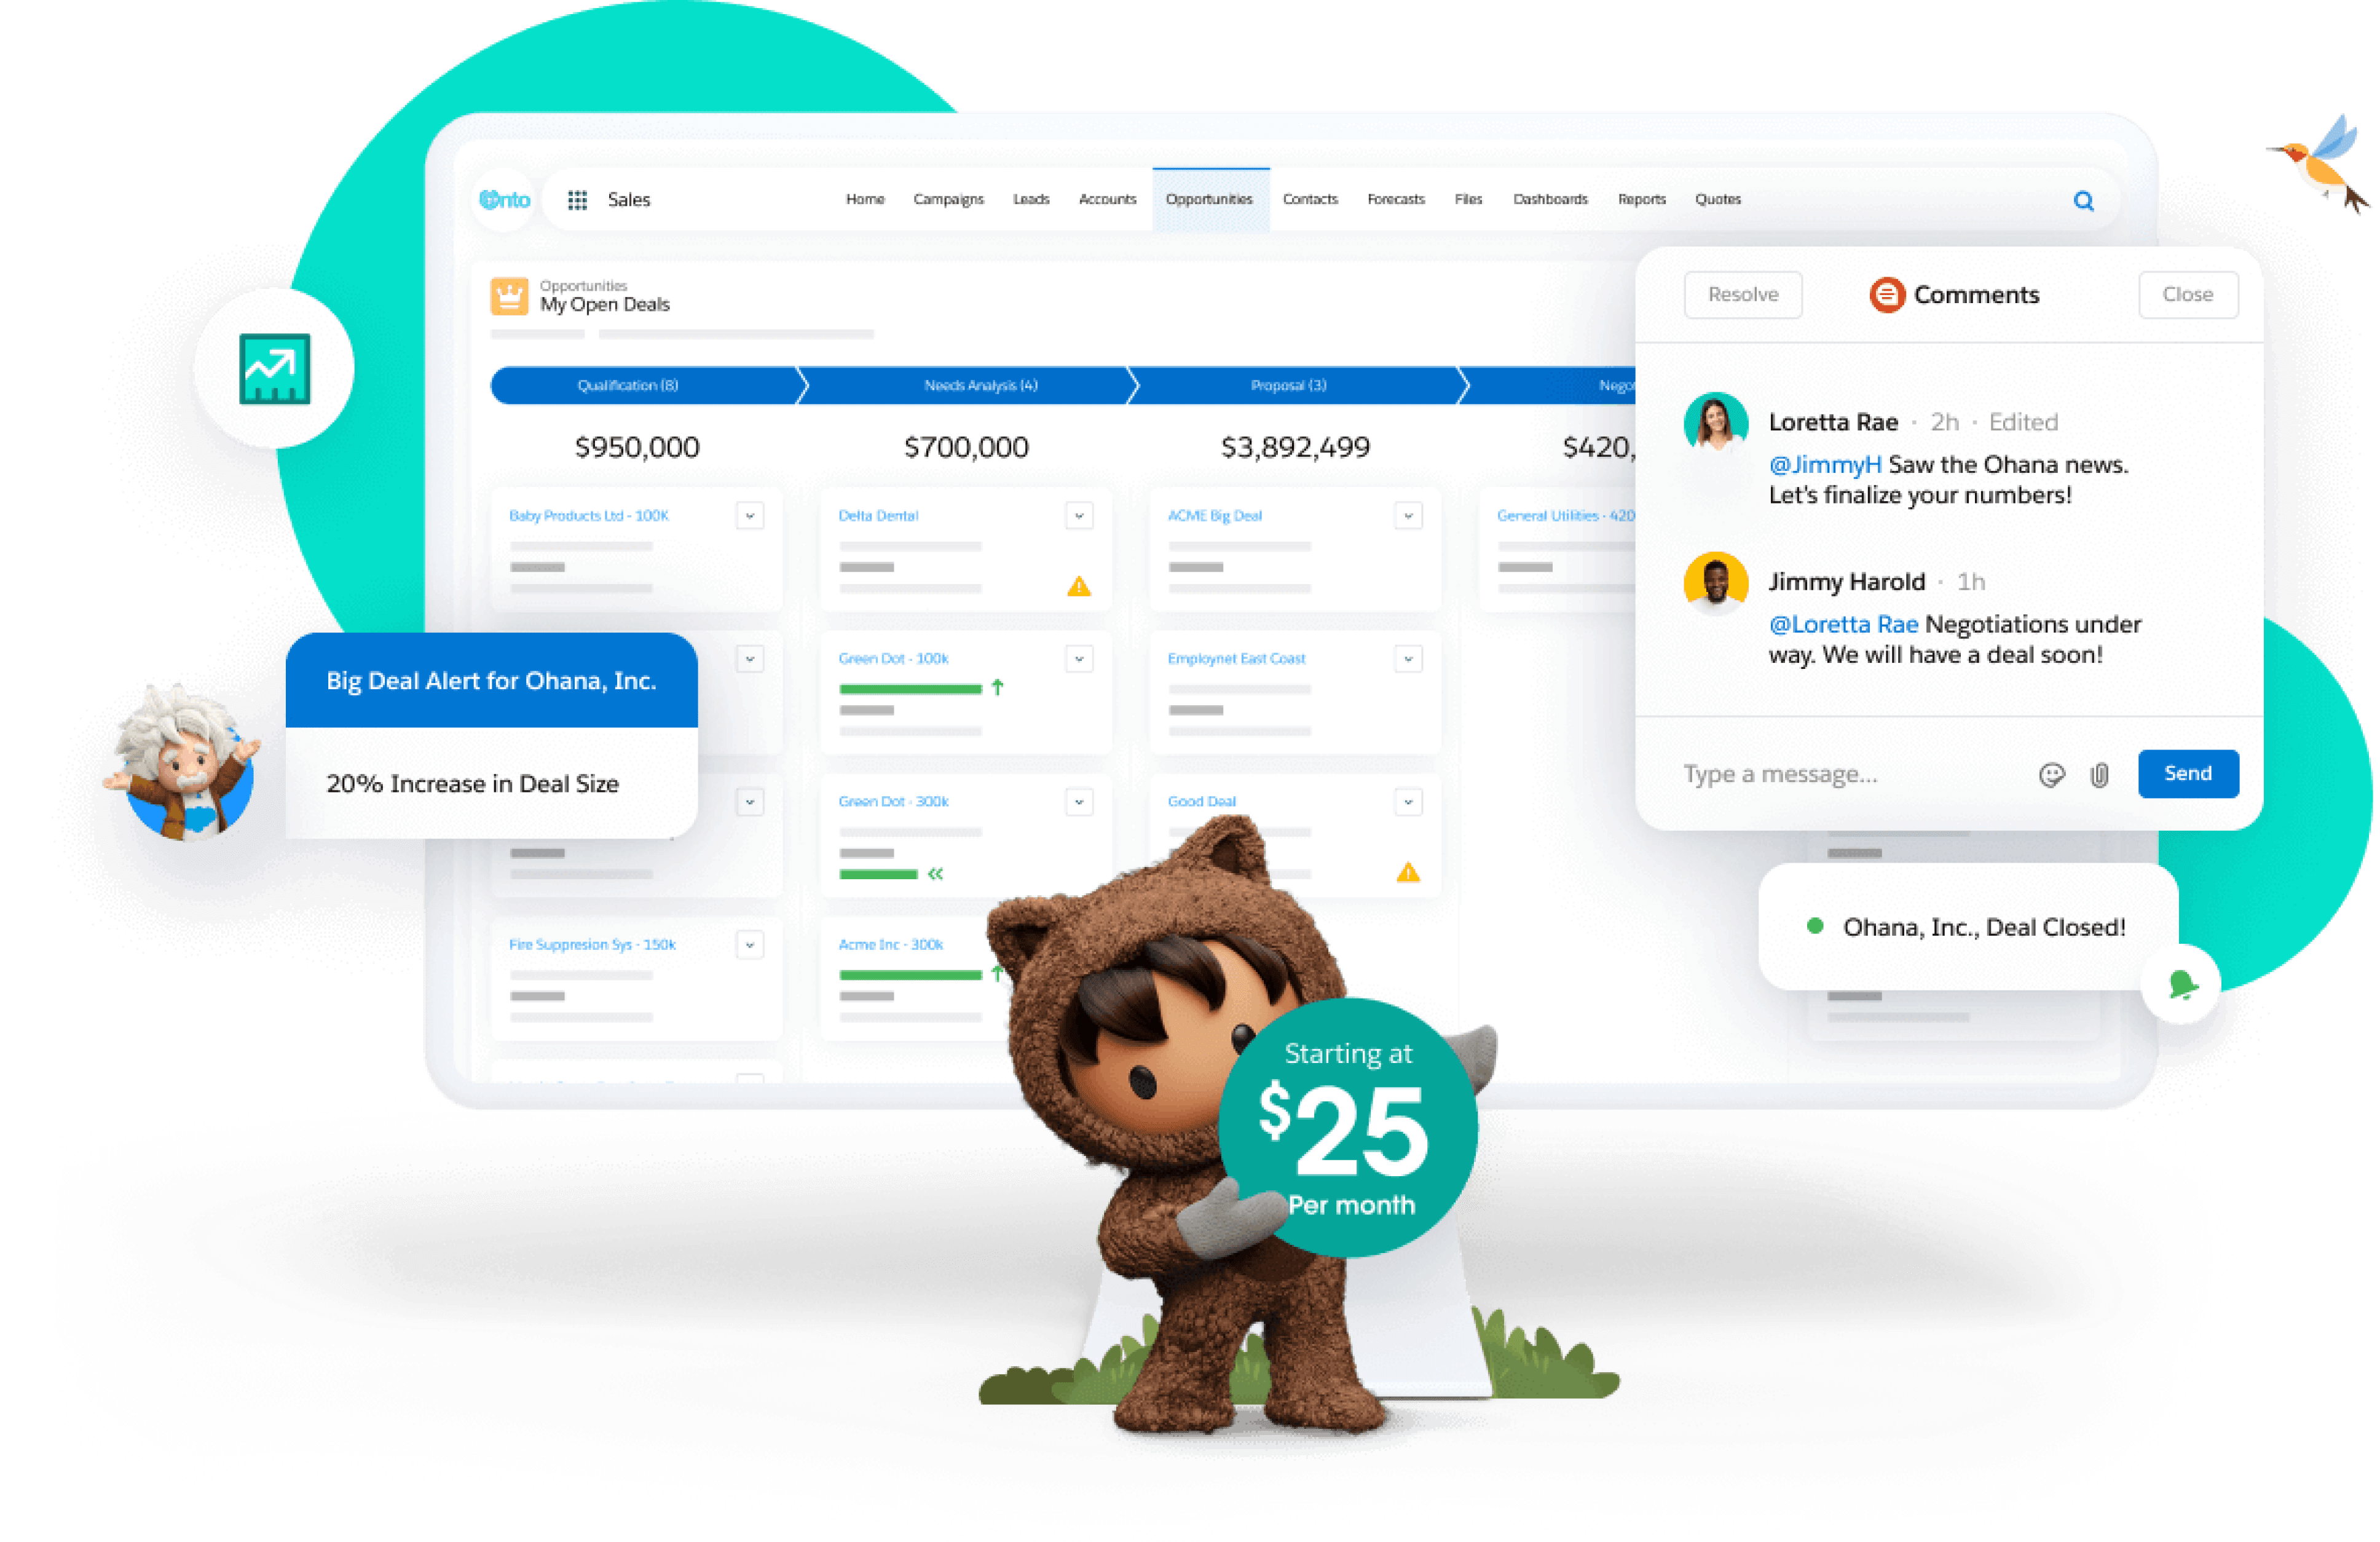 onto
Sales
Home
Campaigns
Leads
Accounts
Opportunities
Contacts
Forecasts
Files
Dashboards
Reports
Quotes
Opportunities
My Open Deals
Qualification (8)
Needs Analysis (4)
Proposal (3)
$950,000
$700,000
$3,892,499
$420,
Baby Products Ltd - 100K
Delta Dental
ACME Big Deal
General Utilities - 420
Green Dot - 100k
Employnet East Coast
Green Dot - 300k
Good Deal
Fire Suppresion Sys - 150k
Acme Inc - 300k
Big Deal Alert for Ohana, Inc.
20% Increase in Deal Size
Resolve
Comments
Close
Loretta Rae · 2h · Edited
@JimmyH Saw the Ohana news.
Let's finalize your numbers!
Jimmy Harold · 1h
@Loretta Rae Negotiations under
way. We will have a deal soon!
Type a message...
Send
Ohana, Inc., Deal Closed!
Starting at
$25
Per month